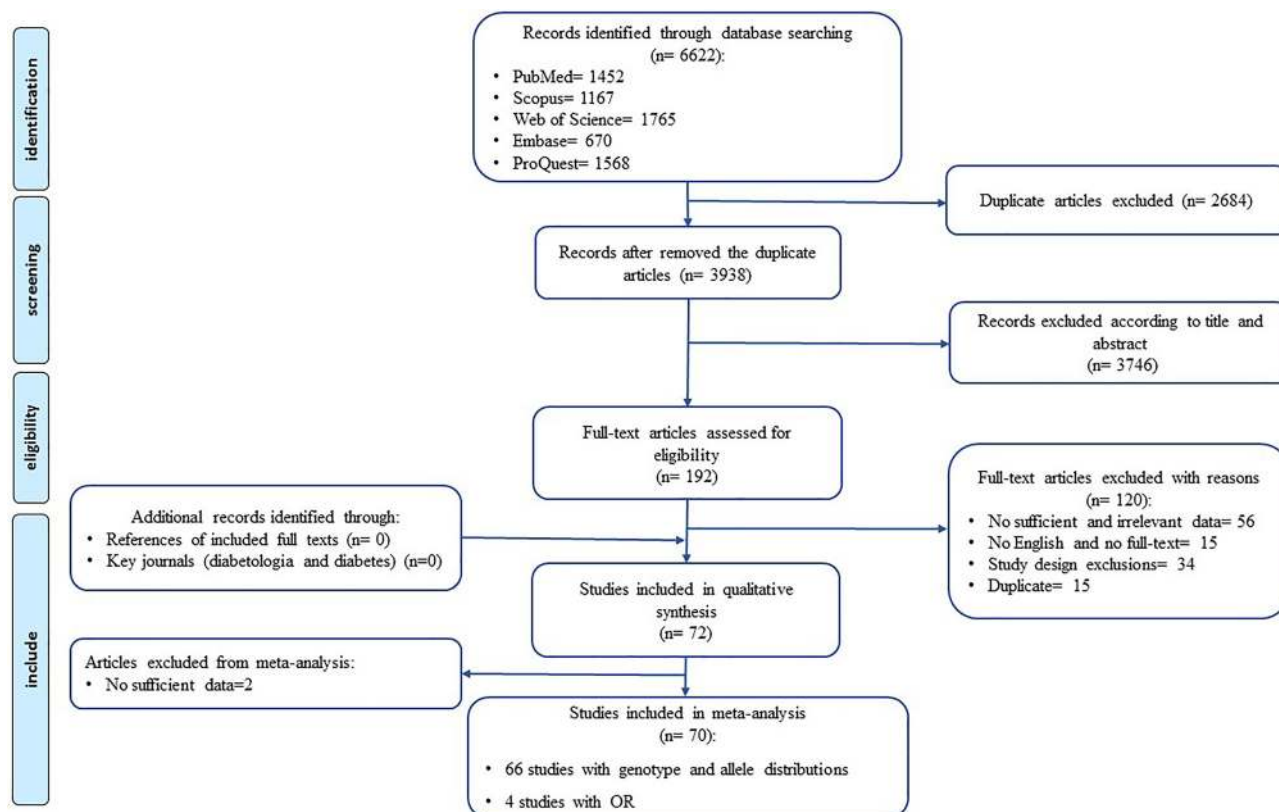 identification
Records identified through database searching
(n= 6622):
• PubMed= 1452
• Scopus= 1167
• Web of Science= 1765
• Embase= 670
• ProQuest= 1568
Duplicate articles excluded (n= 2684)
screening
Records after removed the duplicate
articles (n= 3938)
Records excluded according to title and
abstract
(n= 3746)
eligibility
Full-text articles assessed for
eligibility
(n= 192)
Full-text articles excluded with reasons
(n= 120):
• No sufficient and irrelevant data= 56
• No English and no full-text= 15
• Study design exclusions= 34
• Duplicate= 15
Additional records identified through:
• References of included full texts (n= 0)
• Key journals (diabetologia and diabetes) (n=0)
include
Studies included in qualitative
synthesis
(n= 72)
Articles excluded from meta-analysis:
• No sufficient data=2
Studies included in meta-analysis
(n= 70):
• 66 studies with genotype and allele distributions
• 4 studies with OR